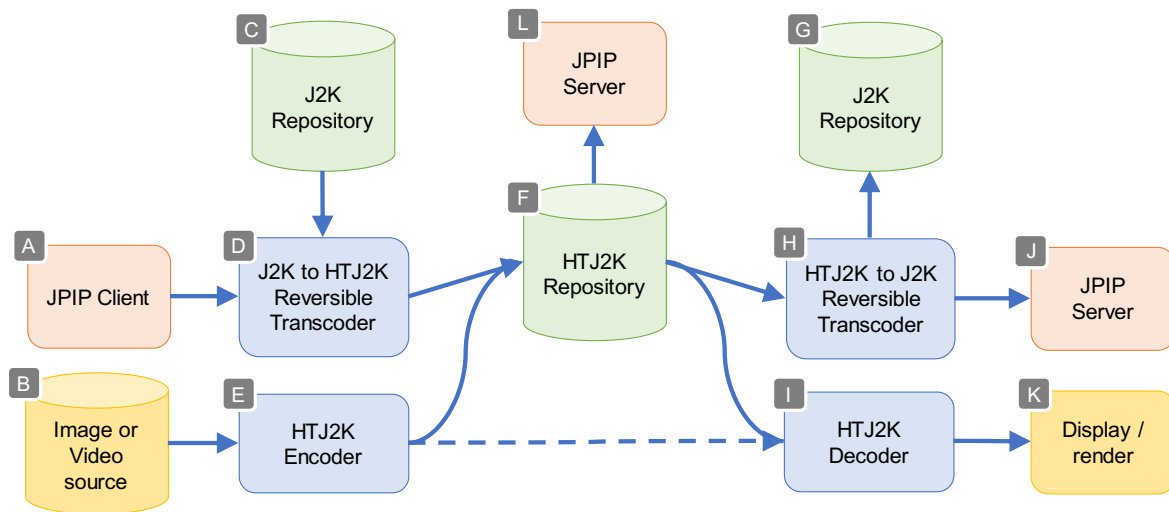 C
J2K
Repository
L
JPIP
Server
G
J2K
Repository
A
JPIP Client
D
J2K to HTJ2K
Reversible
Transcoder
F
HTJ2K
Repository
H
HTJ2K to J2K
Reversible
Transcoder
J
JPIP
Server
B
Image or
Video
source
E
HTJ2K
Encoder
I
HTJ2K
Decoder
K
Display /
render